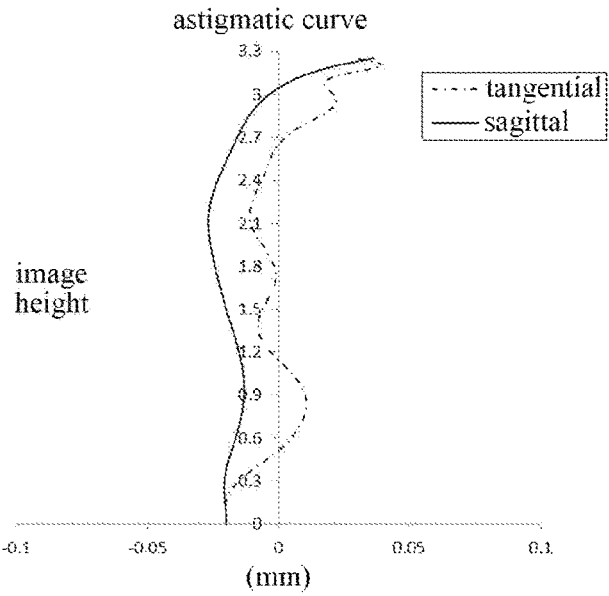 astigmatic curve
3.3
3
2.7
2.4
2.1
1.8
1.5
1.2
0.9
0.6
0.3
0
tangential
sagittal
image
height
-0.1
-0.05
0
0.05
0.1
(mm)